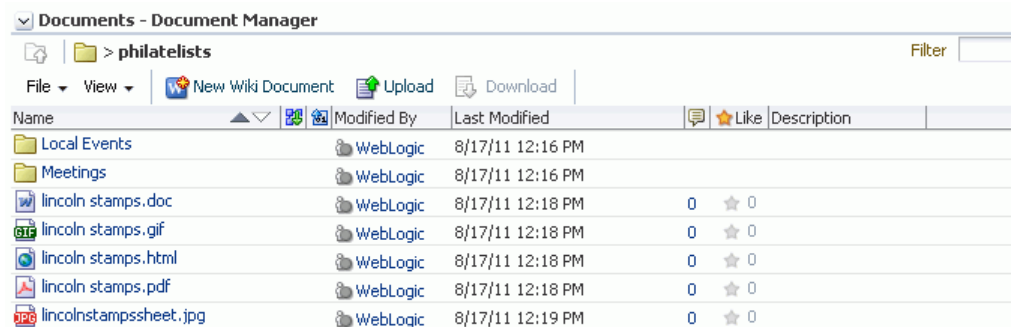 Documents - Document Manager
> philatelists Filter
File View New Wiki Document Upload Download
Name Modified By Last Modified Like Description
Local Events WebLogic 8/17/11 12:16 PM
Meetings WebLogic 8/17/11 12:16 PM
lincoln stamps.doc WebLogic 8/17/11 12:18 PM 0 0
lincoln stamps.gif WebLogic 8/17/11 12:18 PM 0 0
lincoln stamps.html WebLogic 8/17/11 12:18 PM 0 0
lincoln stamps.pdf WebLogic 8/17/11 12:18 PM 0 0
lincolnstampssheet.jpg WebLogic 8/17/11 12:19 PM 0 0